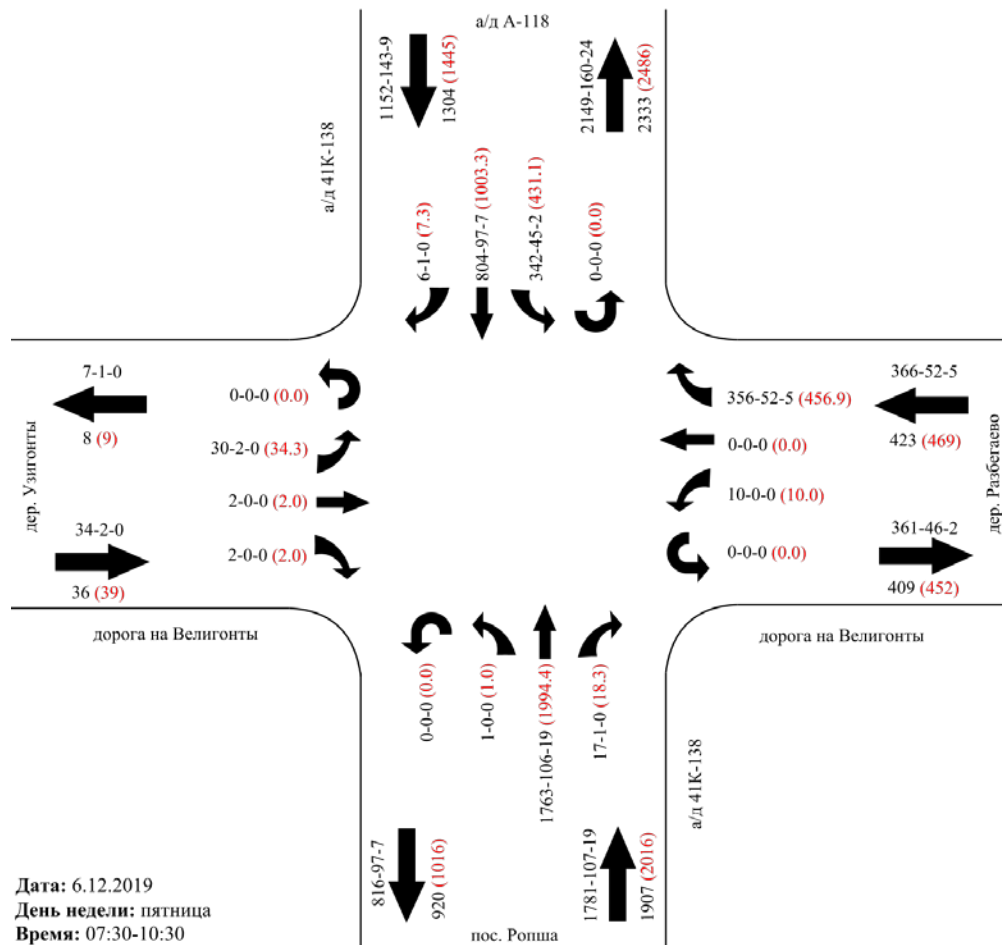 а/д А-118
1152-143-9
1304 (1445)
2149-160-24
2333 (2486)
а/д 41К-138
6-1-0 (7.3)
804-97-7 (1003.3)
342-45-2 (431.1)
0-0-0 (0.0)
7-1-0
8 (9)
0-0-0 (0.0)
30-2-0 (34.3)
2-0-0 (2.0)
2-0-0 (2.0)
дер. Узигонты
34-2-0
36 (39)
356-52-5 (456.9)
0-0-0 (0.0)
10-0-0 (10.0)
0-0-0 (0.0)
366-52-5
423 (469)
дер. Разбегаево
361-46-2
409 (452)
дорога на Велигонты
дорога на Велигонты
0-0-0 (0.0)
1-0-0 (1.0)
1763-106-19 (1994.4)
17-1-0 (18.3)
а/д 41К-138
816-97-7
920 (1016)
1781-107-19
1907 (2016)
Дата: 6.12.2019
День недели: пятница
Время: 07:30-10:30
пос. Ропша